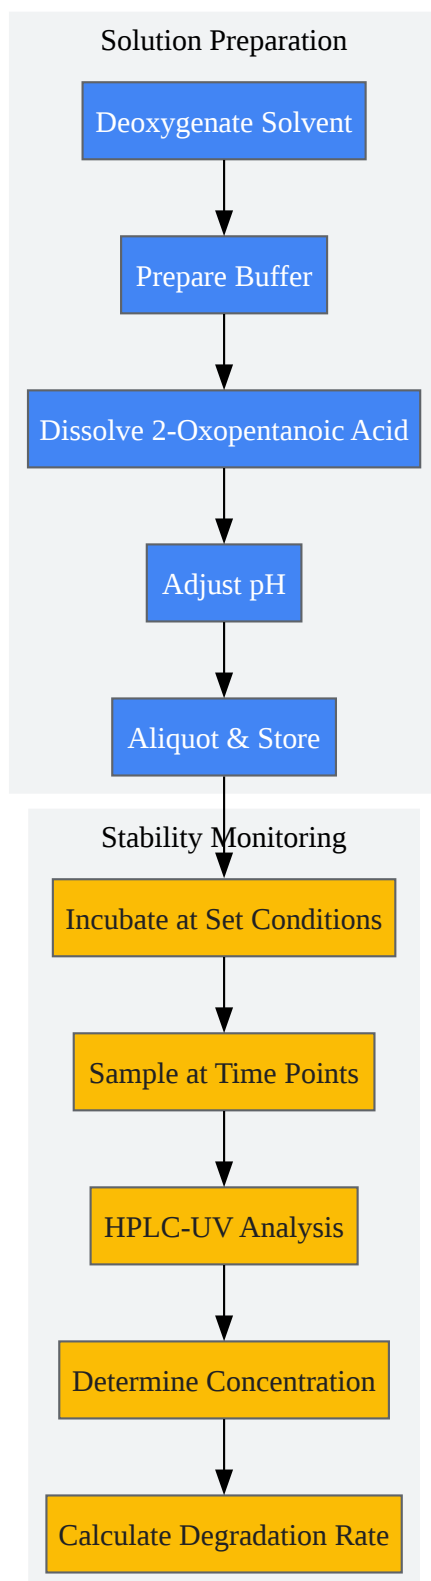 Solution Preparation
Deoxygenate Solvent
Prepare Buffer
Dissolve 2-Oxopentanoic Acid
Adjust pH
Aliquot & Store
Stability Monitoring
Incubate at Set Conditions
Sample at Time Points
HPLC-UV Analysis
Determine Concentration
Calculate Degradation Rate